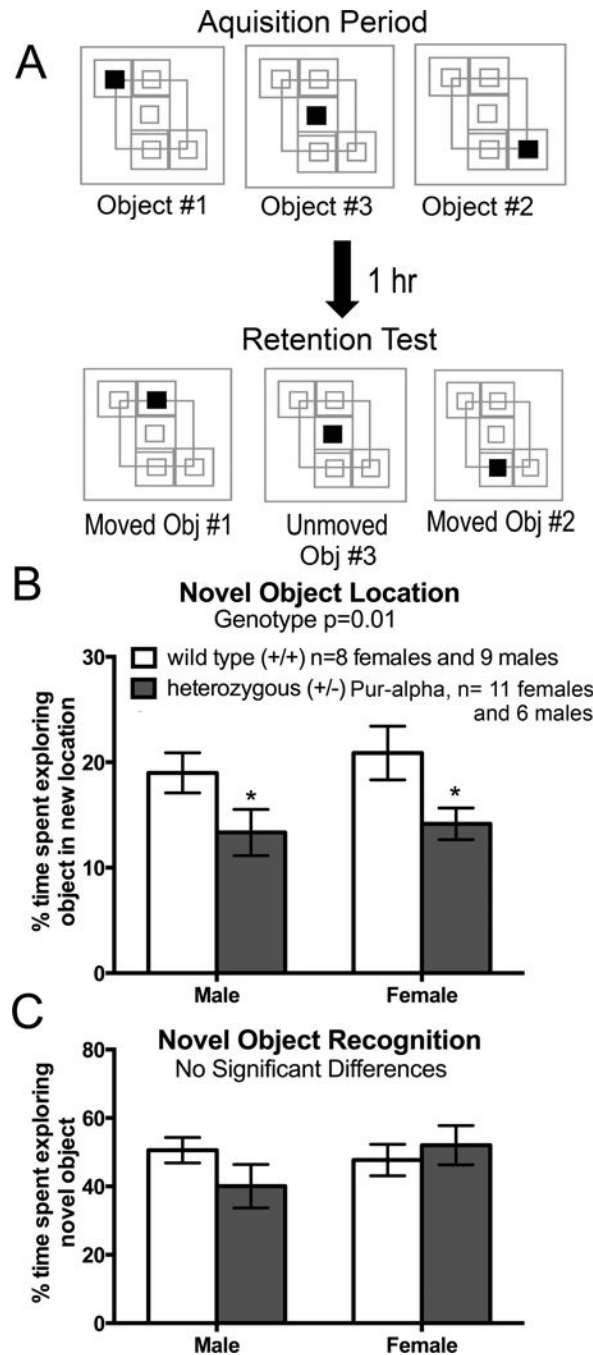 Aquisition Period
A
Object #1 Object #3 Object #2
1 hr
Retention Test
Moved Obj #1 Unmoved Obj #3 Moved Obj #2
B
Novel Object Location
Genotype p=0.01
wild type (+/+) n=8 females and 9 males
heterozygous (+/-) Pur-alpha, n= 11 females
and 6 males
% time spent exploring
object in new location
30
20
10
0
* *
Male Female
C
Novel Object Recognition
No Significant Differences
% time spent exploring
novel object
80
60
40
20
0
Male Female